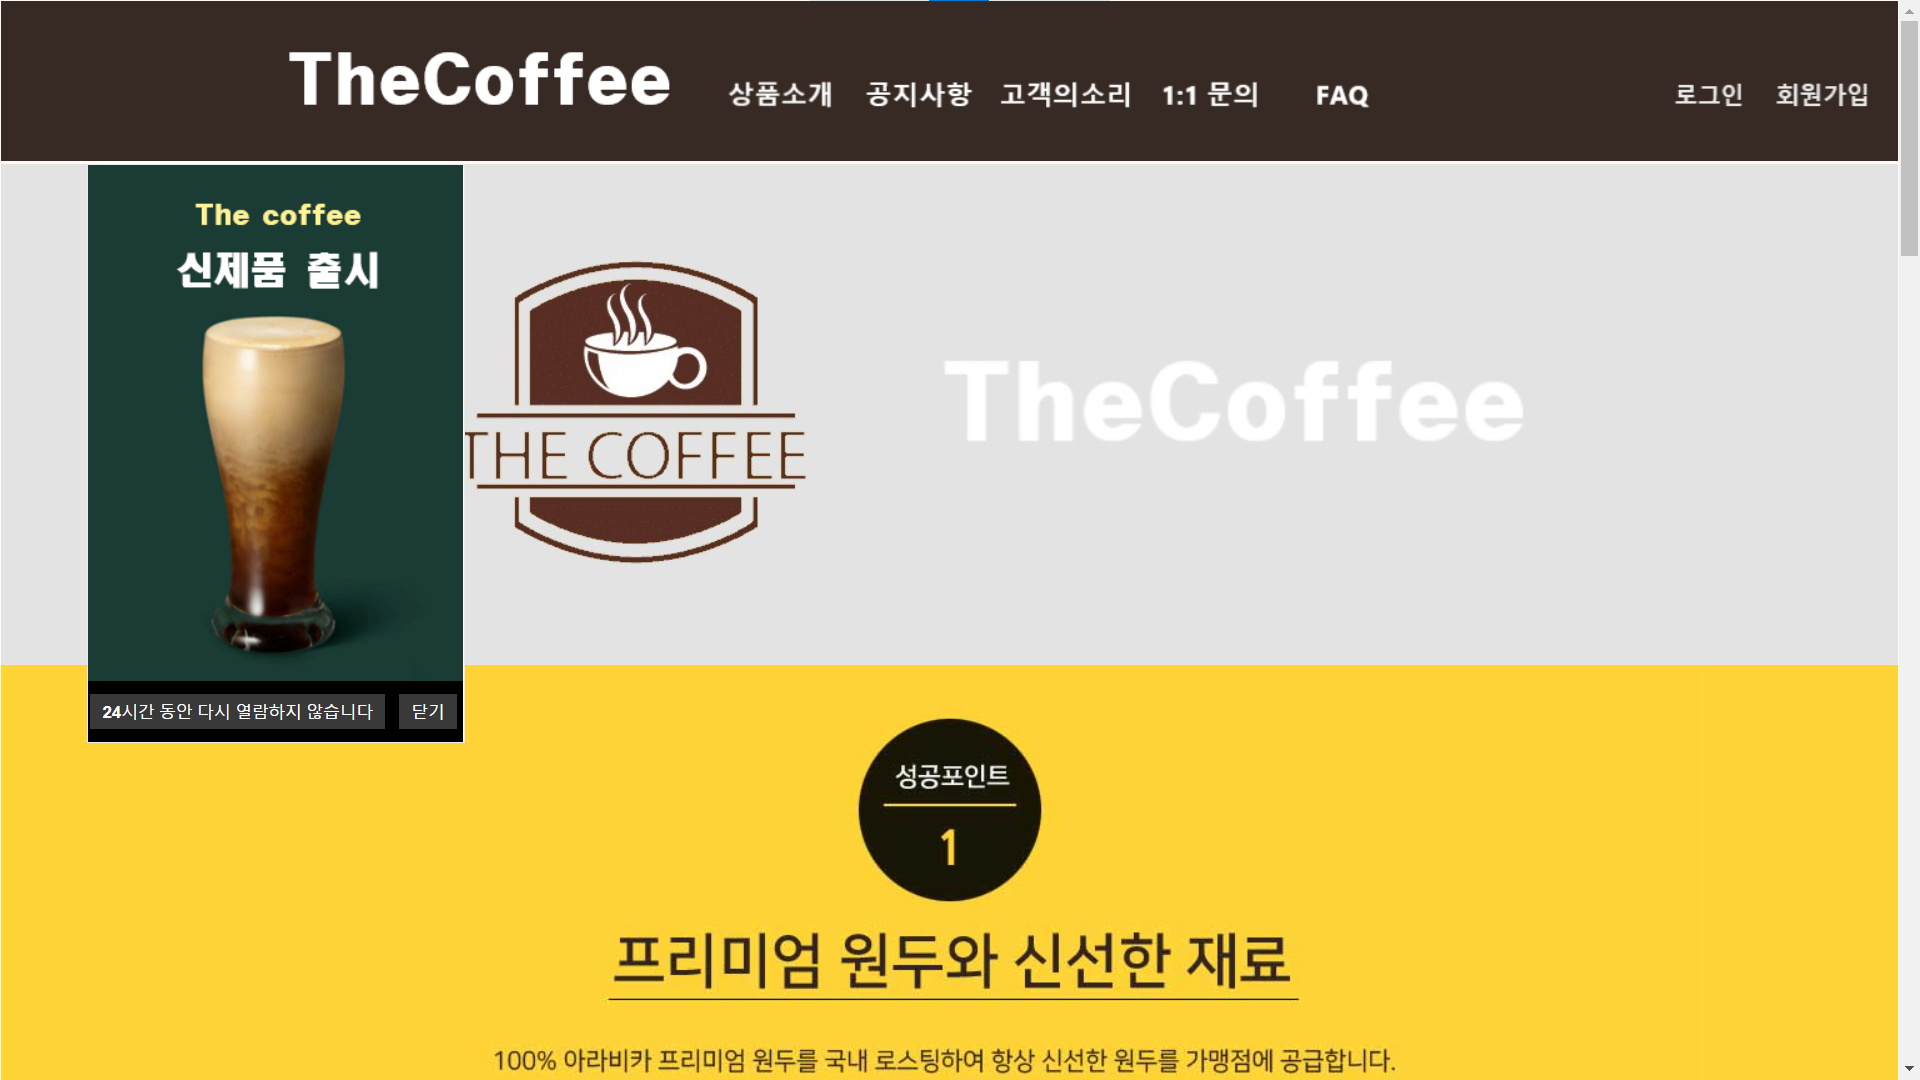 TheCoffee
상품소개 공지사항 고객의소리 1:1 문의 FAQ
로그인 회원가입
The coffee
신제품 출시
24시간 동안 다시 열람하지 않습니다 닫기
THE COFFEE
TheCoffee
성공포인트
1
프리미엄 원두와 신선한 재료
100% 아라비카 프리미엄 원두를 국내 로스팅하여 항상 신선한 원두를 가맹점에 공급합니다.